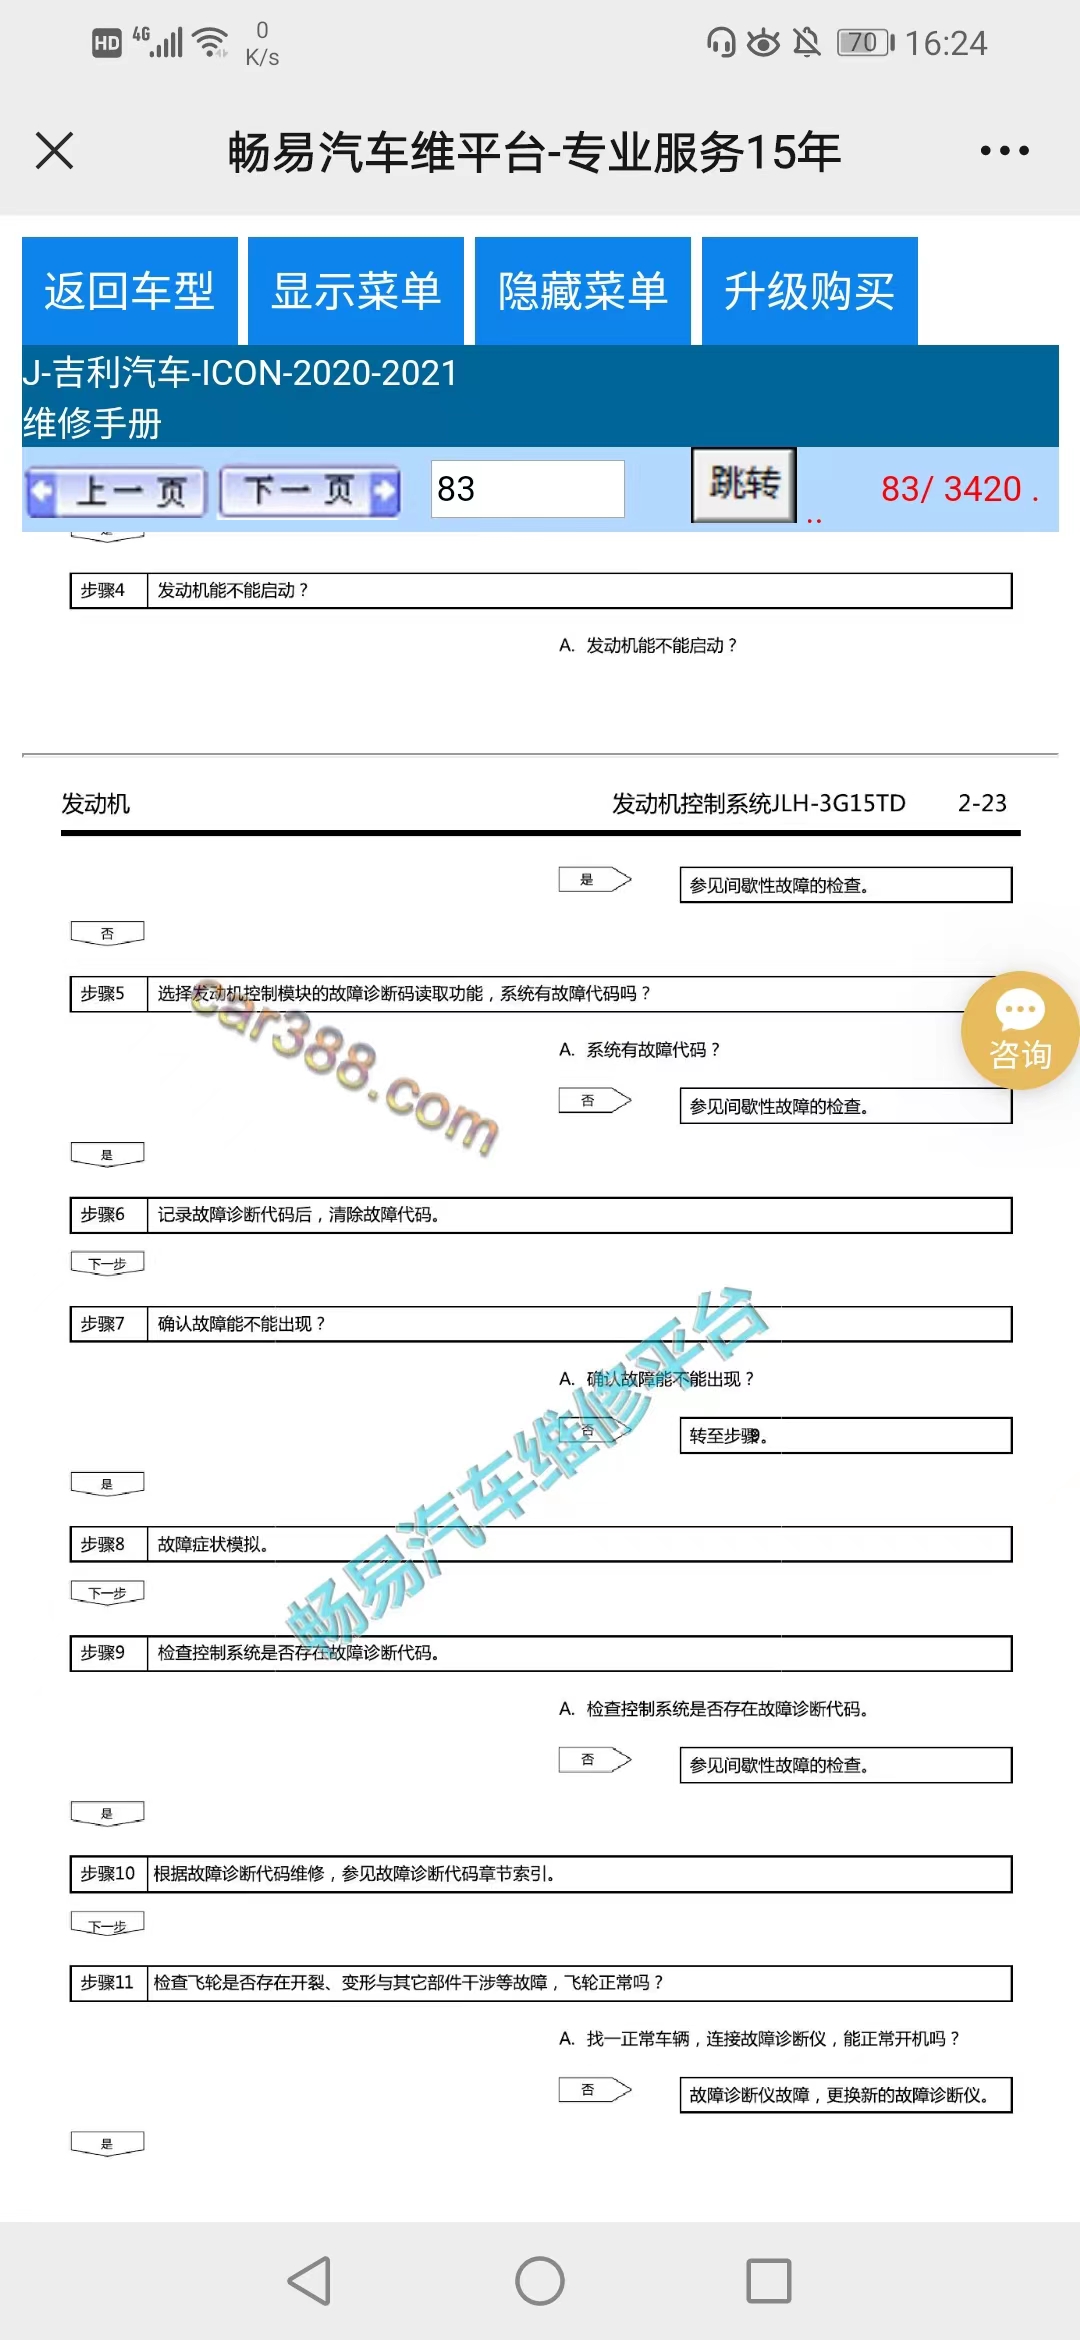 HD 4G 0 K/s 70 16:24
畅易汽车维平台-专业服务15年
返回车型 显示菜单 隐藏菜单 升级购买
J-吉利汽车-ICON-2020-2021
维修手册
上一页 下一页 83 跳转 .. 83/ 3420 .
步骤4 发动机能不能启动？
A. 发动机能不能启动？
发动机 发动机控制系统JLH-3G15TD 2-23
是 参见间歇性故障的检查。
否
步骤5 选择发动机控制模块的故障诊断码读取功能，系统有故障代码吗？
car388.com
咨询
A. 系统有故障代码？
否 参见间歇性故障的检查。
是
步骤6 记录故障诊断代码后，清除故障代码。
下一步
步骤7 确认故障能不能出现？
A. 确认故障能不能出现？
否 转至步骤9。
畅易汽车维修平台
是
步骤8 故障症状模拟。
下一步
步骤9 检查控制系统是否存在故障诊断代码。
A. 检查控制系统是否存在故障诊断代码。
否 参见间歇性故障的检查。
是
步骤10 根据故障诊断代码维修，参见故障诊断代码章节索引。
下一步
步骤11 检查飞轮是否存在开裂、变形与其它部件干涉等故障，飞轮正常吗？
A. 找一正常车辆，连接故障诊断仪，能正常开机吗？
否 故障诊断仪故障，更换新的故障诊断仪。
是